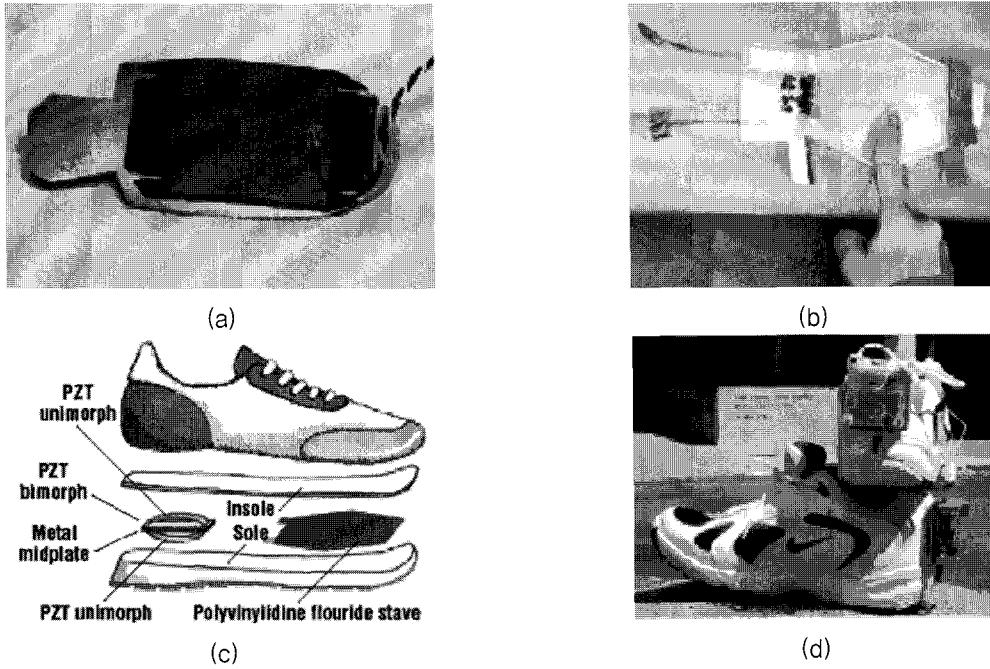 (a)
(b)
PZT
unimorph
PZT
bimorph
Metal
midplate
Insole
Sole
PZT unimorph
Polyvinylidine flouride stave
(c)
(d)